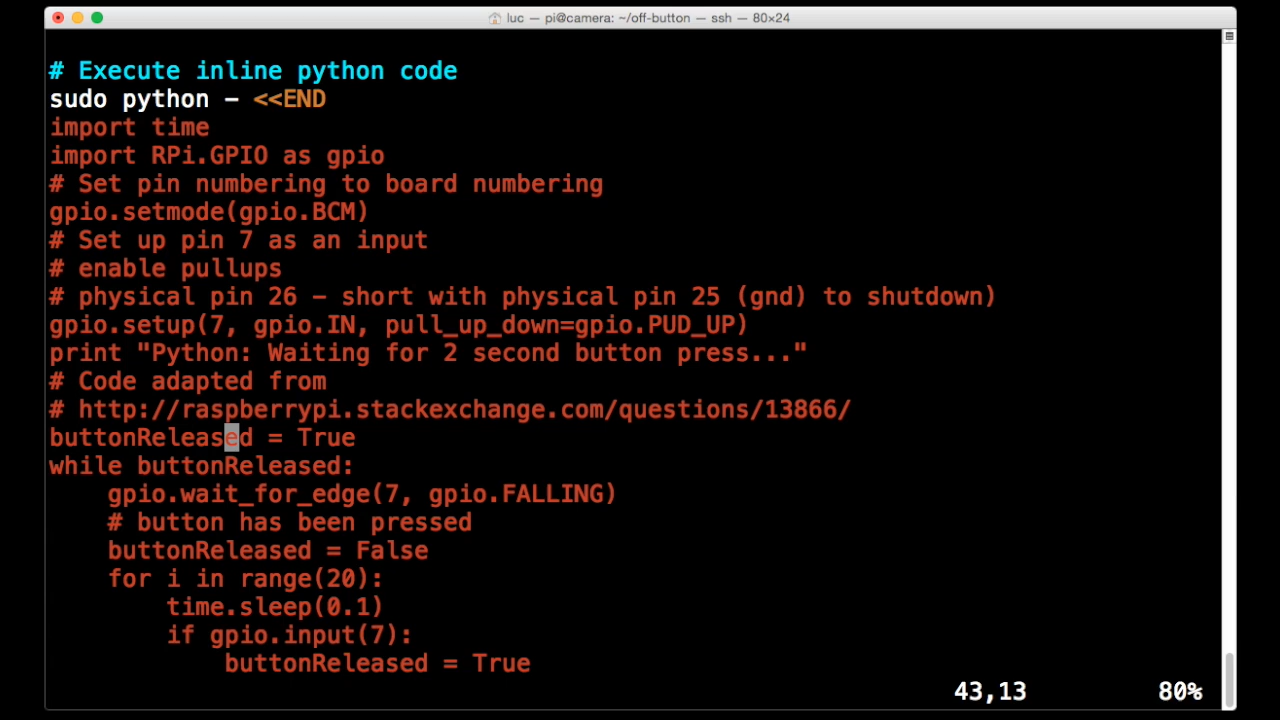 luc — pi@camera: ~/off-button — ssh — 80×24
# Execute inline python code
sudo python - <<END
import time
import RPi.GPIO as gpio
# Set pin numbering to board numbering
gpio.setmode(gpio.BCM)
# Set up pin 7 as an input
# enable pullups
# physical pin 26 - short with physical pin 25 (gnd) to shutdown)
gpio.setup(7, gpio.IN, pull_up_down=gpio.PUD_UP)
print "Python: Waiting for 2 second button press..."
# Code adapted from
# http://raspberrypi.stackexchange.com/questions/13866/
buttonReleased = True
while buttonReleased:
    gpio.wait_for_edge(7, gpio.FALLING)
    # button has been pressed
    buttonReleased = False
    for i in range(20):
        time.sleep(0.1)
        if gpio.input(7):
            buttonReleased = True
43,13 80%